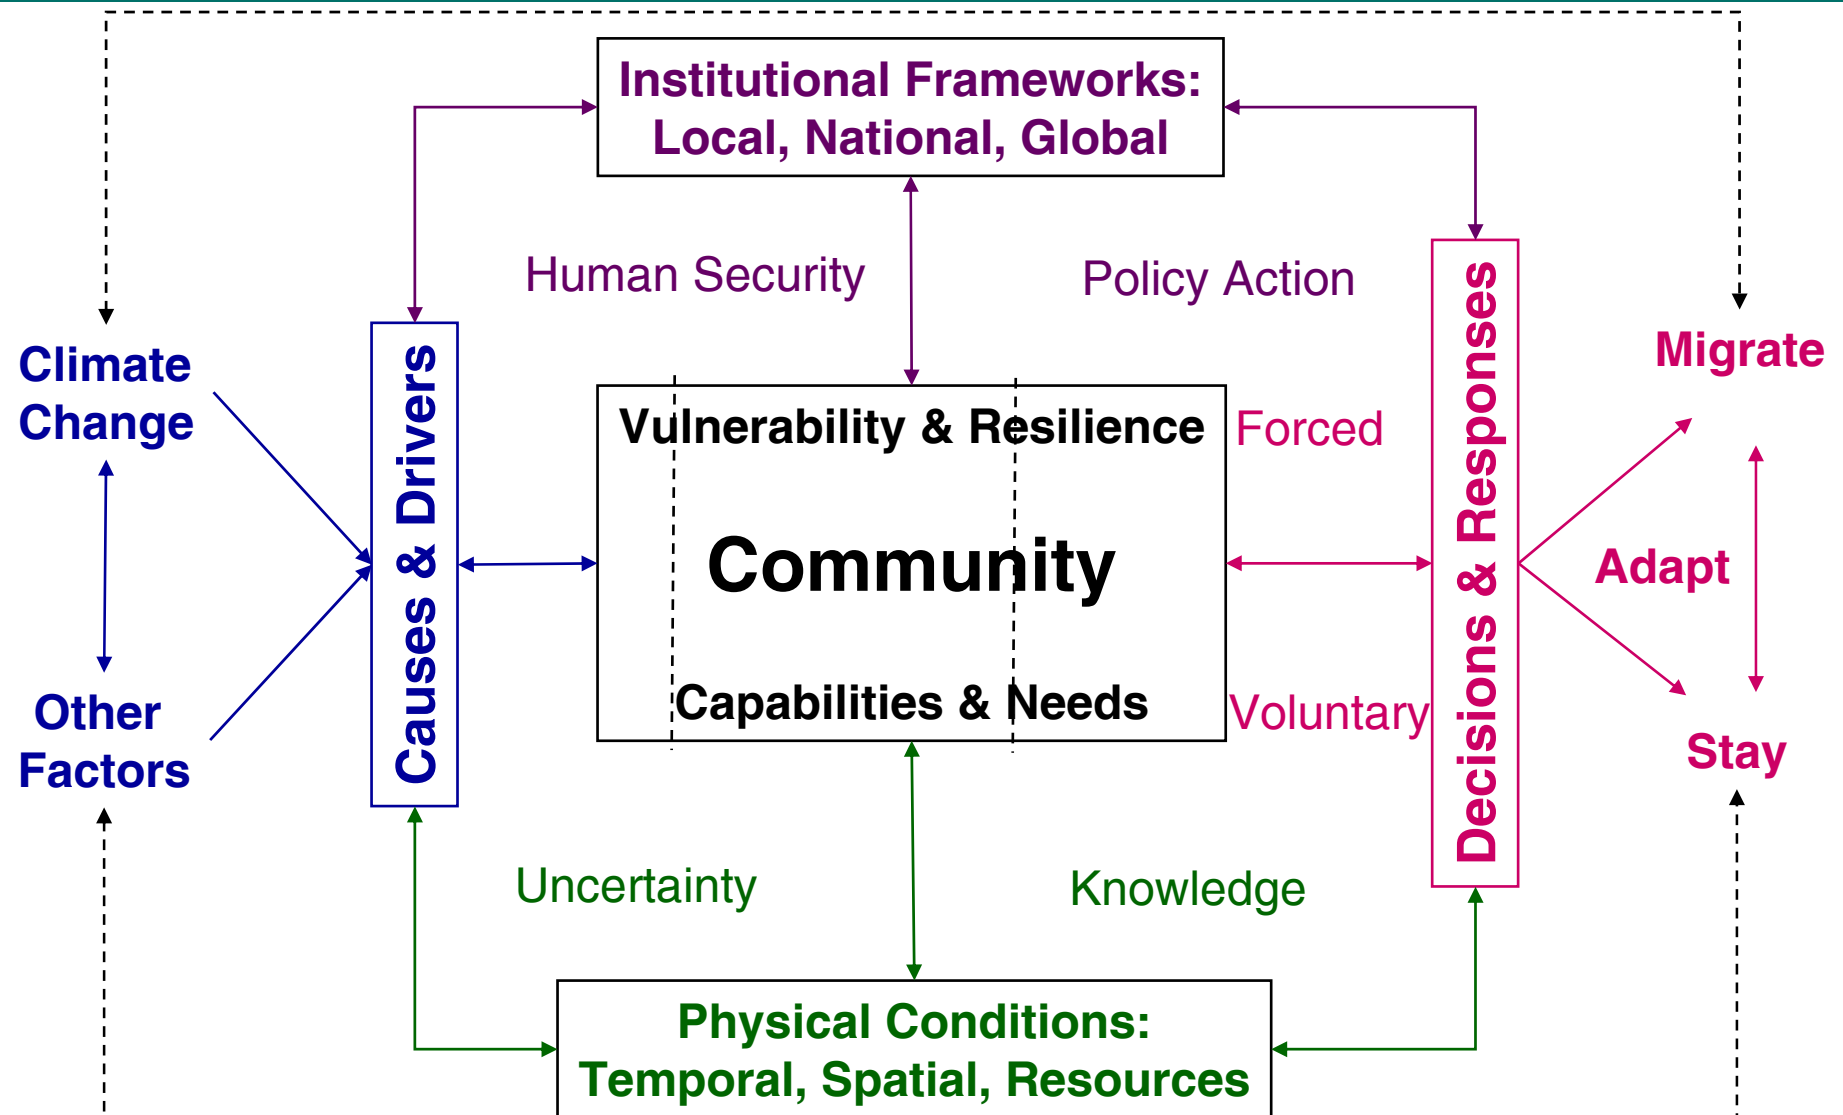 Institutional Frameworks:
Local, National, Global
Human Security
Policy Action
Climate
Change
Causes & Drivers
Vulnerability & Resilience
Forced
Decisions & Responses
Migrate
Community
Adapt
Other
Factors
Capabilities & Needs
Voluntary
Stay
Uncertainty
Knowledge
Physical Conditions:
Temporal, Spatial, Resources